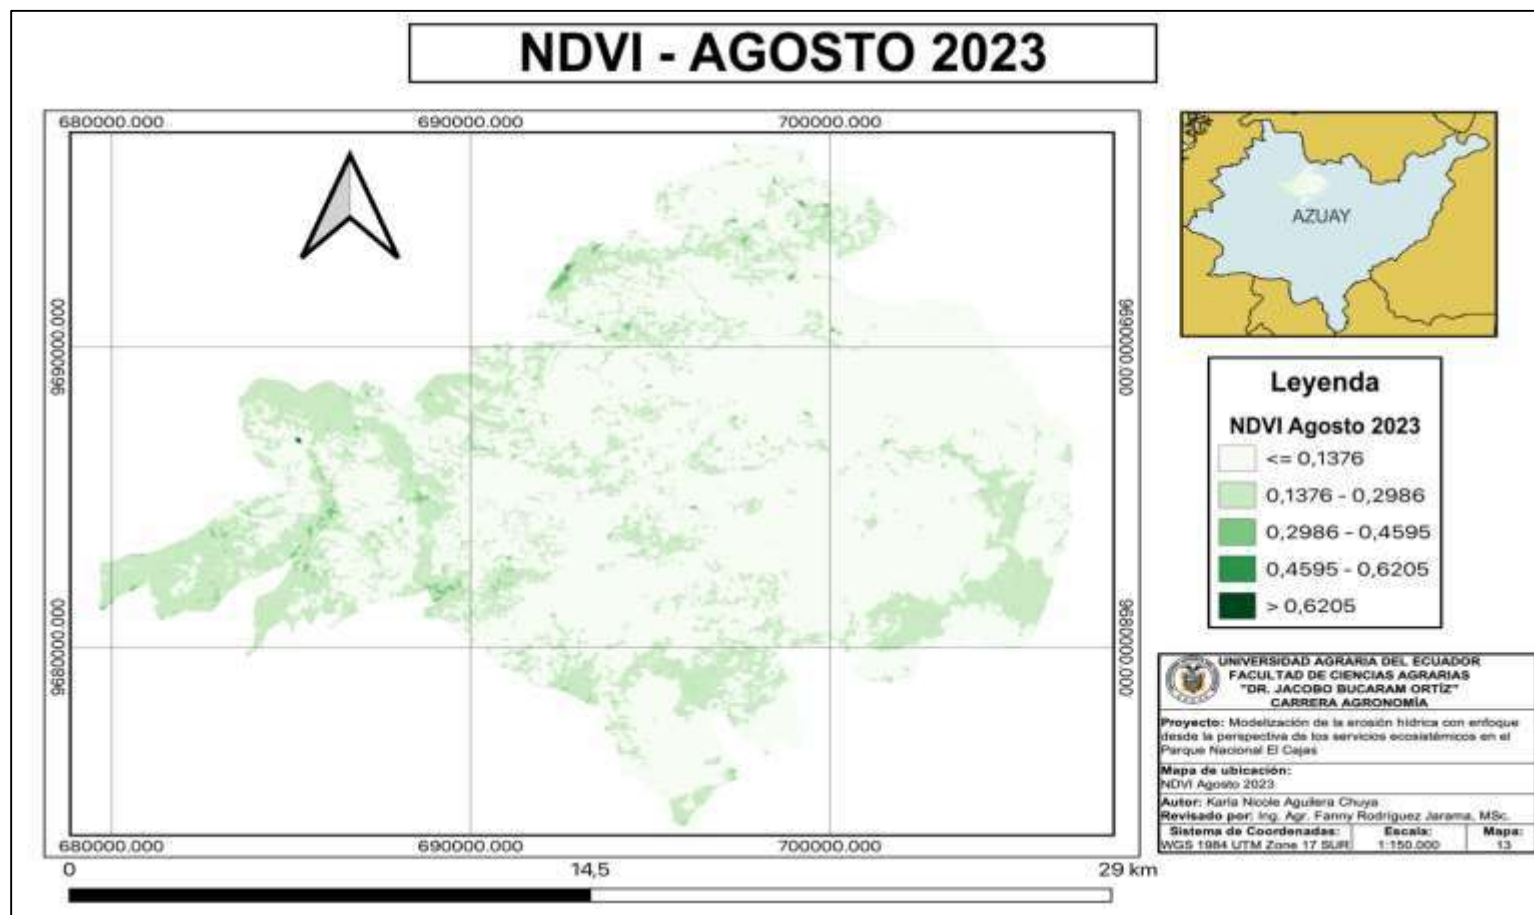 NDVI - AGOSTO 2023
680000.000
690000.000
700000.000
9690000.000
9690000.000
9680000.000
9680000.000
680000.000
690000.000
700000.000
0
14,5
29 km
AZUAY
Leyenda
NDVI Agosto 2023
<= 0,1376
0,1376 - 0,2986
0,2986 - 0,4595
0,4595 - 0,6205
> 0,6205
UNIVERSIDAD AGRARIA DEL ECUADOR
FACULTAD DE CIENCIAS AGRARIAS
"DR. JACOBO BUCARAM ORTÍZ"
CARRERA AGRONOMÍA
Proyecto: Modelización de la erosión hídrica con enfoque
desde la perspectiva de los servicios ecosistémicos en el
Parque Nacional El Cajas
Mapa de ubicación:
NDVI Agosto 2023
Autor: Karla Nicole Aguilera Chuya
Revisado por: Ing. Agr. Fanny Rodríguez Jarama, MSc.
Sistema de Coordenadas:
WGS 1984 UTM Zone 17 SUR
Escala:
1:150.000
Mapa:
13